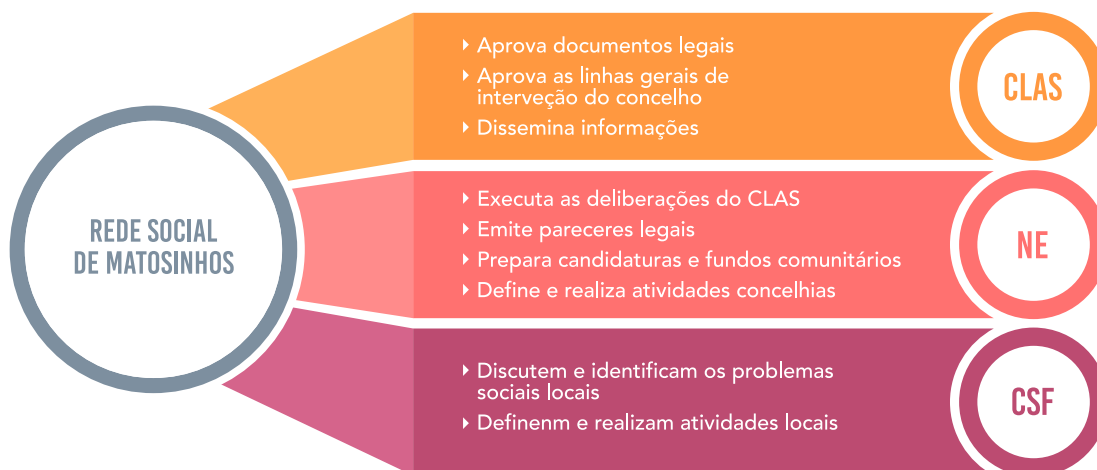 REDE SOCIAL
DE MATOSINHOS
‣ Aprova documentos legais
‣ Aprova as linhas gerais de
interveção do concelho
‣ Dissemina informações
CLAS
‣ Executa as deliberações do CLAS
‣ Emite pareceres legais
‣ Prepara candidaturas e fundos comunitários
‣ Define e realiza atividades concelhias
NE
‣ Discutem e identificam os problemas
sociais locais
‣ Definenm e realizam atividades locais
CSF